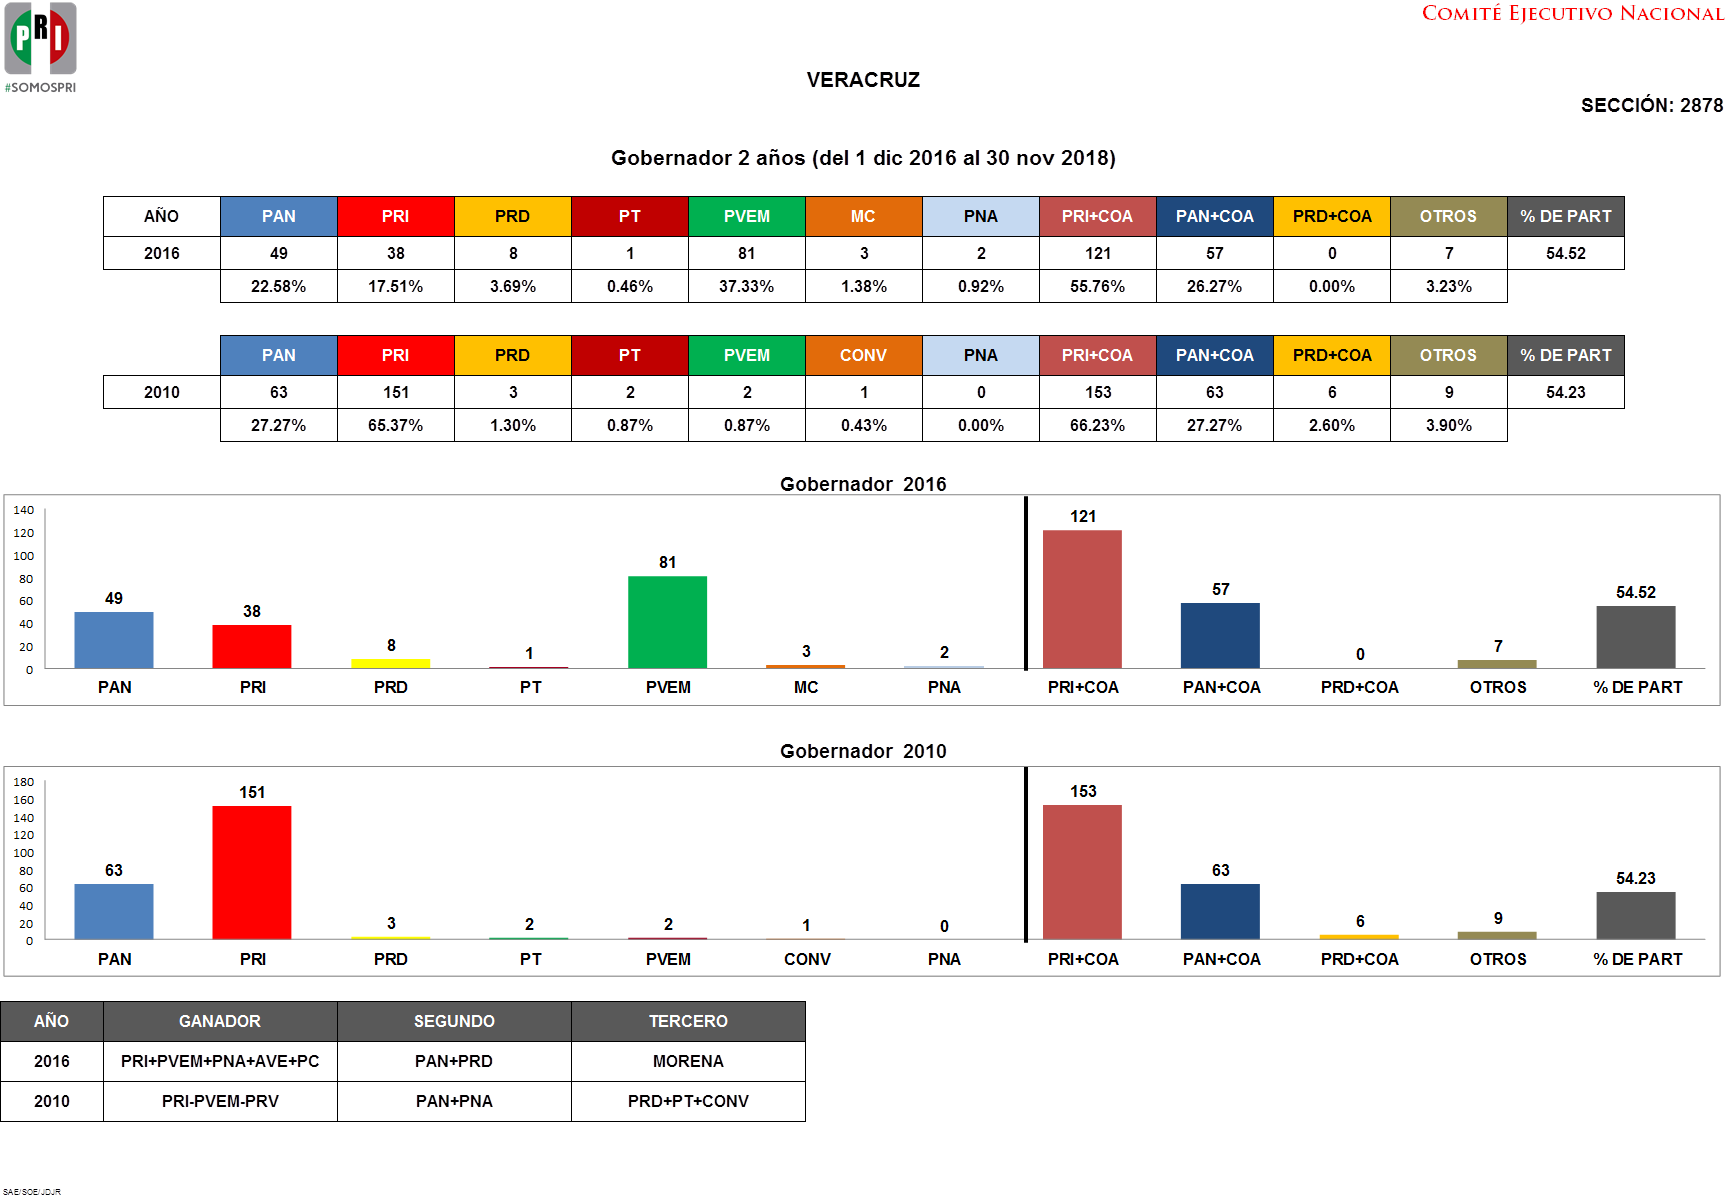 PRI
#SOMOSPRI
COMITÉ EJECUTIVO NACIONAL
VERACRUZ
SECCIÓN: 2878
Gobernador 2 años (del 1 dic 2016 al 30 nov 2018)
AÑO PAN PRI PRD PT PVEM MC PNA PRI+COA PAN+COA PRD+COA OTROS % DE PART
2016 49 38 8 1 81 3 2 121 57 0 7 54.52
22.58% 17.51% 3.69% 0.46% 37.33% 1.38% 0.92% 55.76% 26.27% 0.00% 3.23%
PAN PRI PRD PT PVEM CONV PNA PRI+COA PAN+COA PRD+COA OTROS % DE PART
2010 63 151 3 2 2 1 0 153 63 6 9 54.23
27.27% 65.37% 1.30% 0.87% 0.87% 0.43% 0.00% 66.23% 27.27% 2.60% 3.90%
Gobernador 2016
140
120
100
80
60
40
20
0
49 38 8 1 81 3 2 121 57 0 7 54.52
PAN PRI PRD PT PVEM MC PNA PRI+COA PAN+COA PRD+COA OTROS % DE PART
Gobernador 2010
180
160
140
120
100
80
60
40
20
0
63 151 3 2 2 1 0 153 63 6 9 54.23
PAN PRI PRD PT PVEM CONV PNA PRI+COA PAN+COA PRD+COA OTROS % DE PART
AÑO GANADOR SEGUNDO TERCERO
2016 PRI+PVEM+PNA+AVE+PC PAN+PRD MORENA
2010 PRI-PVEM-PRV PAN+PNA PRD+PT+CONV
SAE/SOE/JDJR